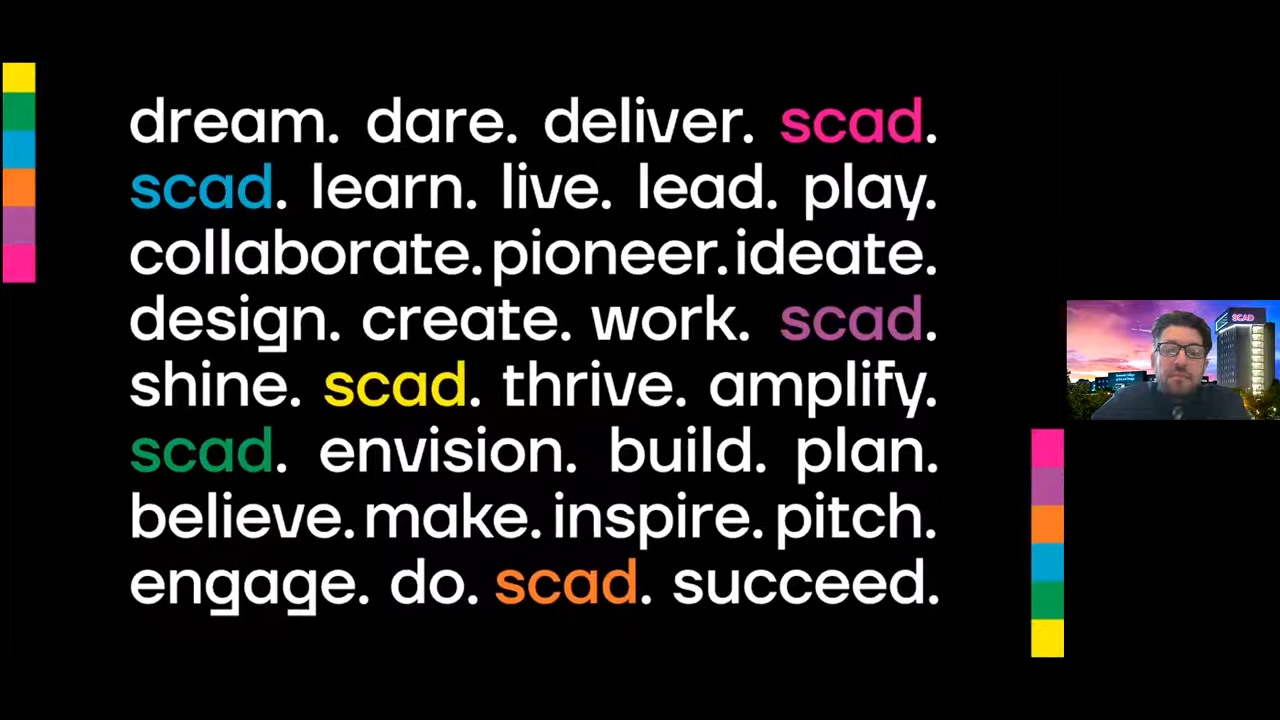 dream. dare. deliver. scad.
scad. learn. live. lead. play.
collaborate. pioneer. ideate.
design. create. work. scad.
shine. scad. thrive. amplify.
scad. envision. build. plan.
believe. make. inspire. pitch.
engage. do. scad. succeed.
SCAD